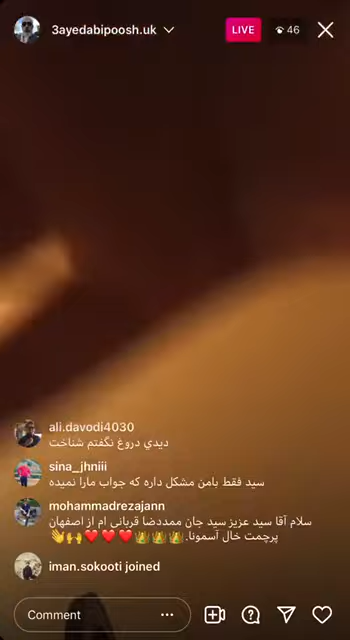 3ayedabipoosh.uk
LIVE
46
ali.davodi4030
ديدي دروغ نگفتم شناخت
sina_jhniii
سید فقط بامن مشکل داره که جواب مارا نمیده
mohammadrezajann
سلام آقا سید عزیز سید جان ممددضا قربانی ام از اصفهان
پرچمت خال آسمونا.👑👑👑❤️❤️❤️🙌👋
iman.sokooti joined
Comment